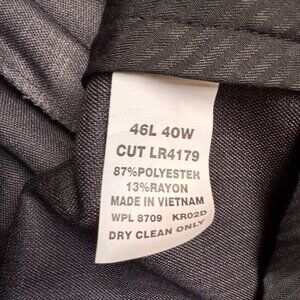 46L 40W
CUT LR4179
87%POLYESTER
13%RAYON
MADE IN VIETNAM
WPL 8709 KR02D
DRY CLEAN ONLY